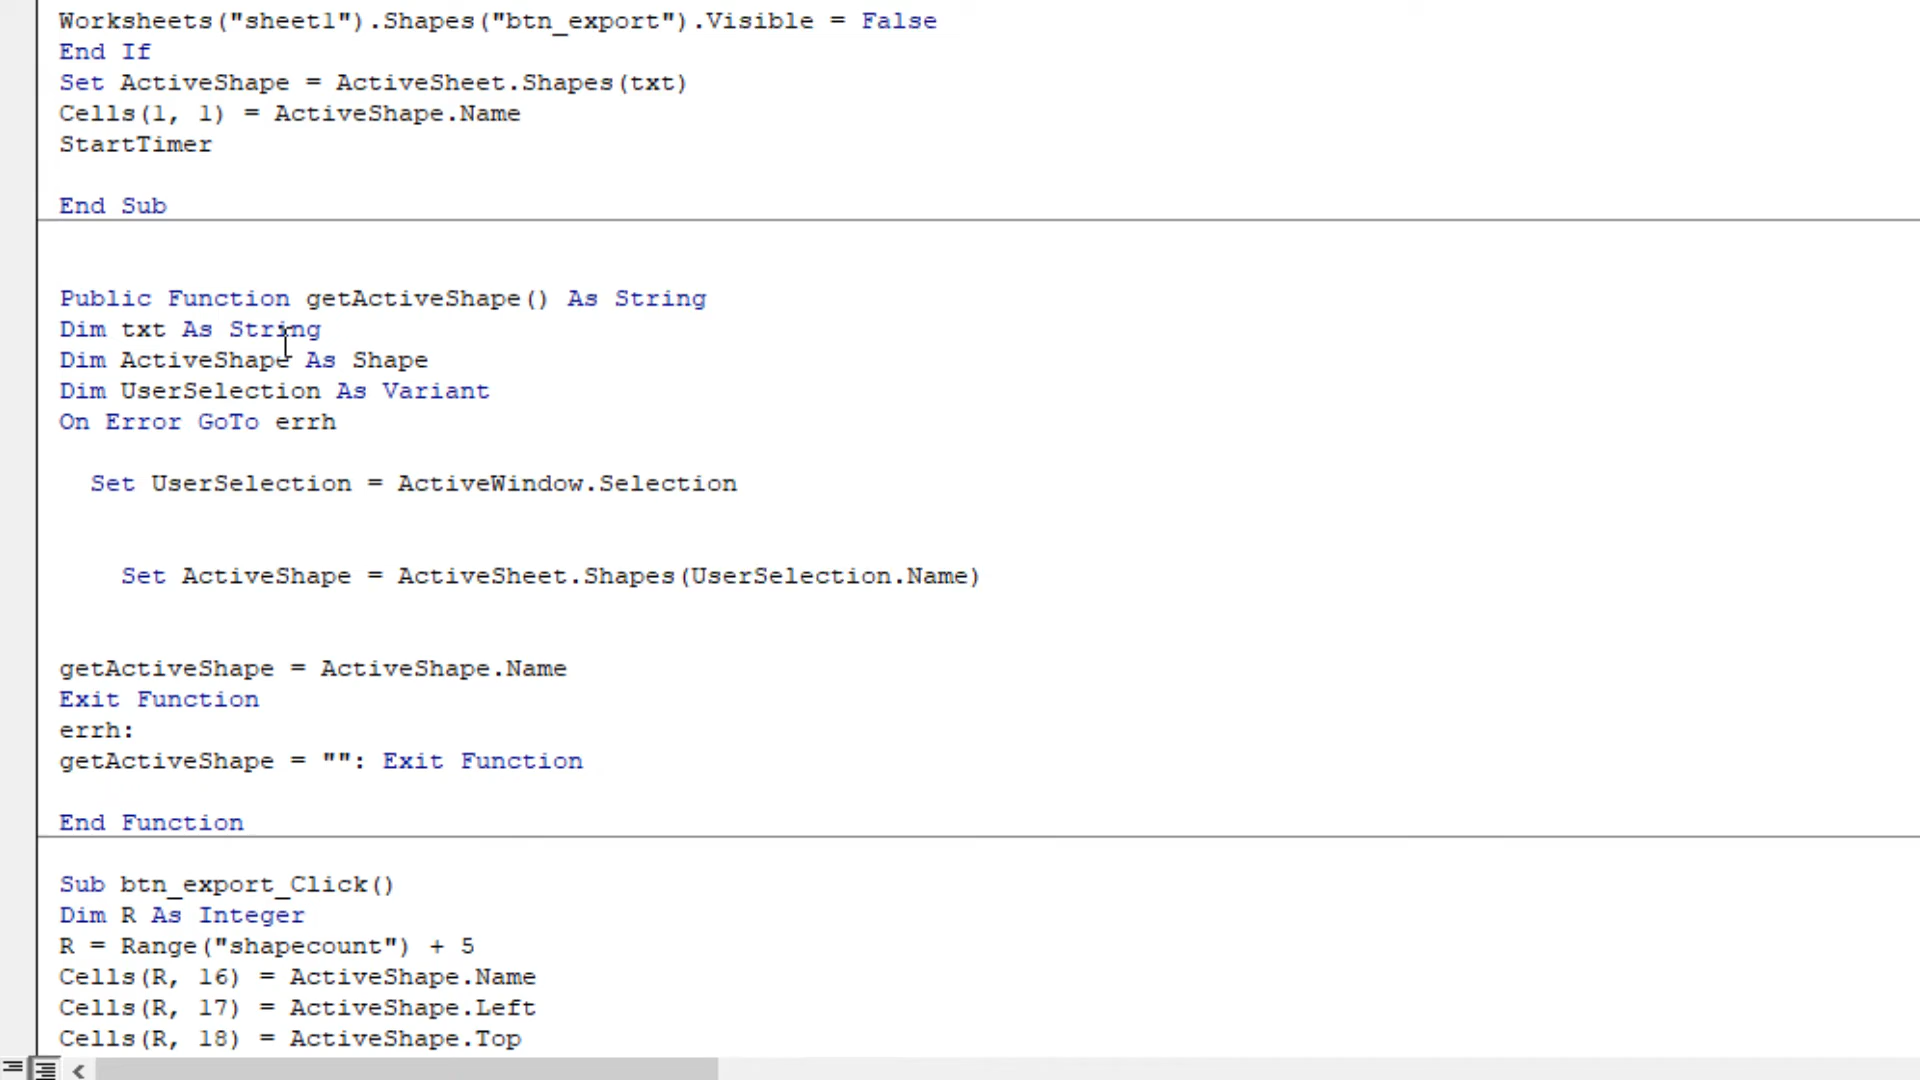 Worksheets("sheet1").Shapes("btn_export").Visible = False
End If
Set ActiveShape = ActiveSheet.Shapes(txt)
Cells(1, 1) = ActiveShape.Name
StartTimer
End Sub
Public Function getActiveShape() As String
Dim txt As String
Dim ActiveShape As Shape
Dim UserSelection As Variant
On Error GoTo errh
Set UserSelection = ActiveWindow.Selection
Set ActiveShape = ActiveSheet.Shapes(UserSelection.Name)
getActiveShape = ActiveShape.Name
Exit Function
errh:
getActiveShape = "": Exit Function
End Function
Sub btn_export_Click()
Dim R As Integer
R = Range("shapecount") + 5
Cells(R, 16) = ActiveShape.Name
Cells(R, 17) = ActiveShape.Left
Cells(R, 18) = ActiveShape.Top